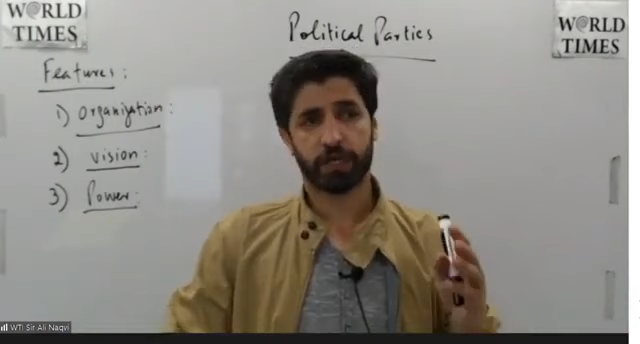 W@RLD
TIMES
Political Parties
W@RLD
TIMES
Features:
1) Organization:
2) Vision:
3) Power:
WTI Sir Ali Naqvi